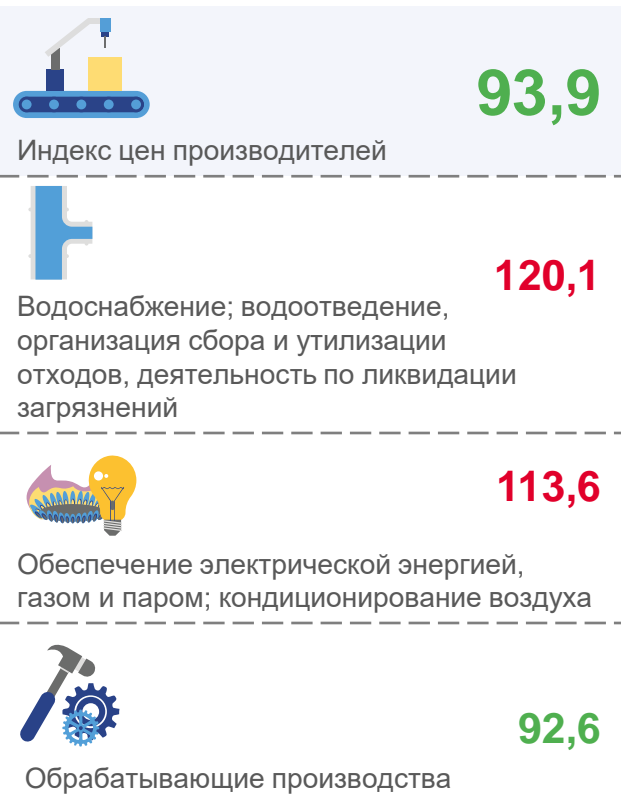 93,9
Индекс цен производителей
120,1
Водоснабжение; водоотведение,
организация сбора и утилизации
отходов, деятельность по ликвидации
загрязнений
113,6
Обеспечение электрической энергией,
газом и паром; кондиционирование воздуха
92,6
Обрабатывающие производства